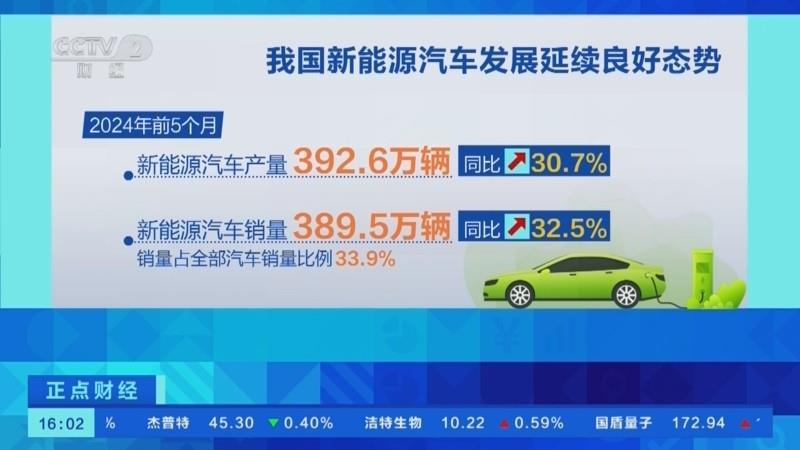 CCTV 2
财经
我国新能源汽车发展延续良好态势
2024年前5个月
新能源汽车产量 392.6万辆 同比 30.7%
新能源汽车销量 389.5万辆 同比 32.5%
销量占全部汽车销量比例 33.9%
正点财经
16:02 % 杰普特 45.30 0.40% 洁特生物 10.22 0.59% 国盾量子 172.94